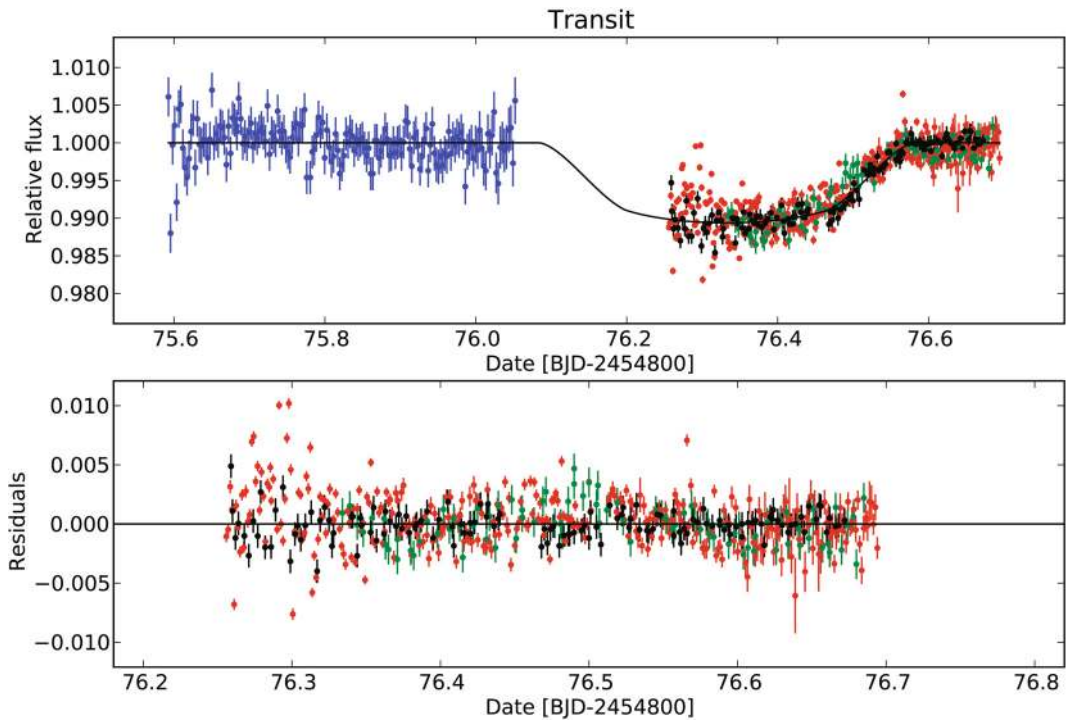 Transit
1.010
1.005
1.000
0.995
0.990
0.985
0.980
Relative flux
75.6 75.8 76.0 76.2 76.4 76.6
Date [BJD-2454800]
0.010
0.005
0.000
−0.005
−0.010
Residuals
76.2 76.3 76.4 76.5 76.6 76.7 76.8
Date [BJD-2454800]